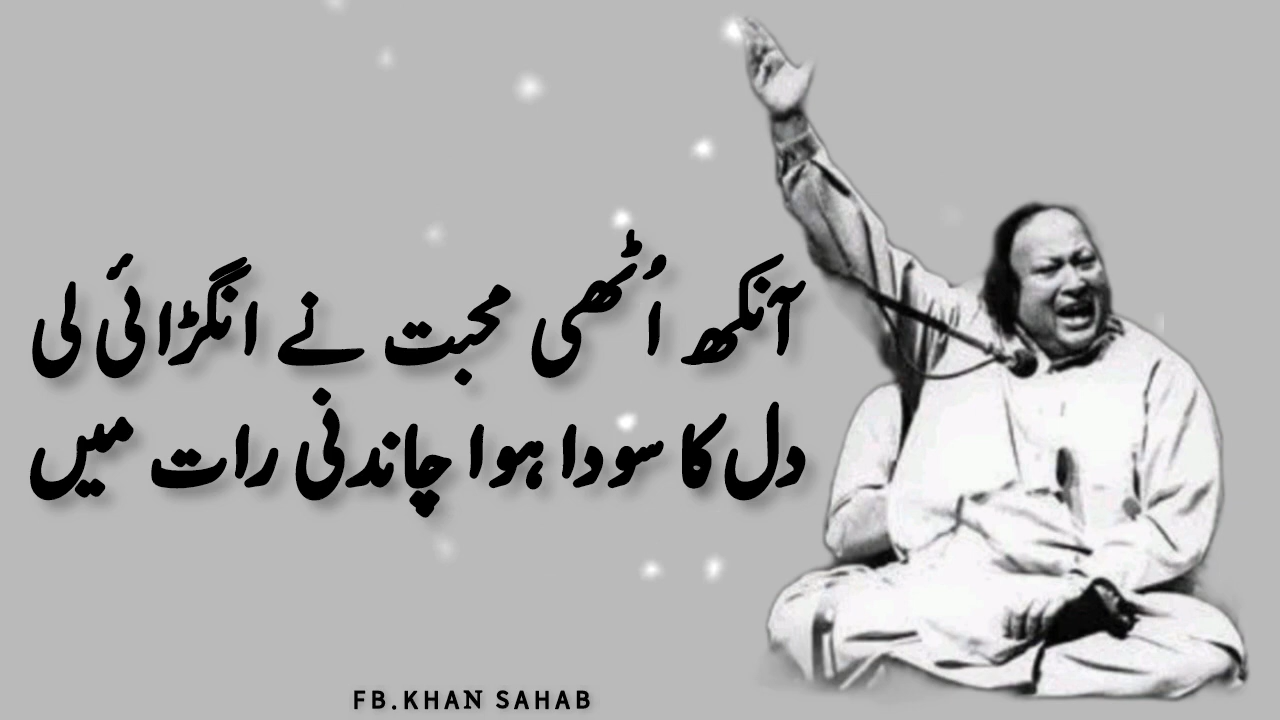 آنکھ اُٹھی محبت نے انگڑائی لی
دل کا سودا ہوا چاندنی رات میں
FB.KHAN SAHAB